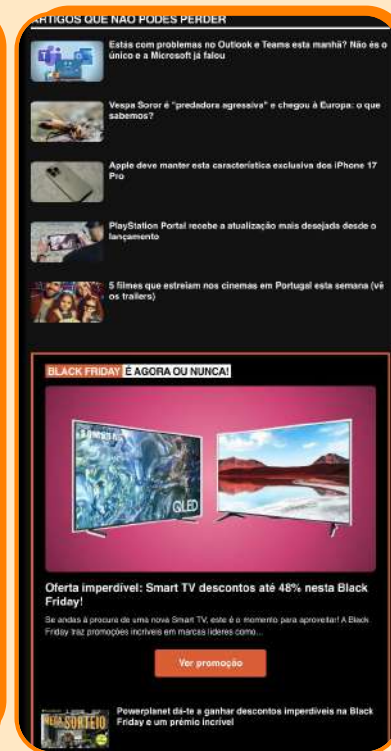 ARTIGOS QUE NÃO PODES PERDER
Estás com problemas no Outlook e Teams esta manhã? Não és o
único e a Microsoft já falou
Vespa Soror é "predadora agressiva" e chegou à Europa: o que
sabemos?
Apple deve manter esta característica exclusiva dos iPhone 17
Pro
PlayStation Portal recebe a atualização mais desejada desde o
lançamento
5 filmes que estreiam nos cinemas em Portugal esta semana (vê
os trailers)
BLACK FRIDAY É AGORA OU NUNCA!
SAMSUNG
QLED
Oferta imperdível: Smart TV descontos até 48% nesta Black
Friday!
Se andas à procura de uma nova Smart TV, este é o momento para aproveitar! A Black
Friday traz promoções incríveis em marcas líderes como...
Ver promoção
MEGA SORTEIO
Powerplanet dá-te a ganhar descontos imperdíveis na Black
Friday e um prémio incrível